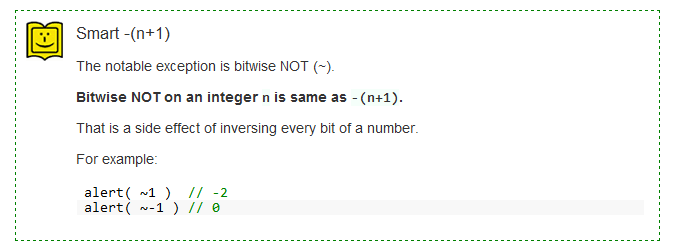 Smart -(n+1)
The notable exception is bitwise NOT (~).
Bitwise NOT on an integer n is same as -(n+1).
That is a side effect of inversing every bit of a number.
For example:
alert( ~1 )  // -2
alert( ~-1 ) // 0